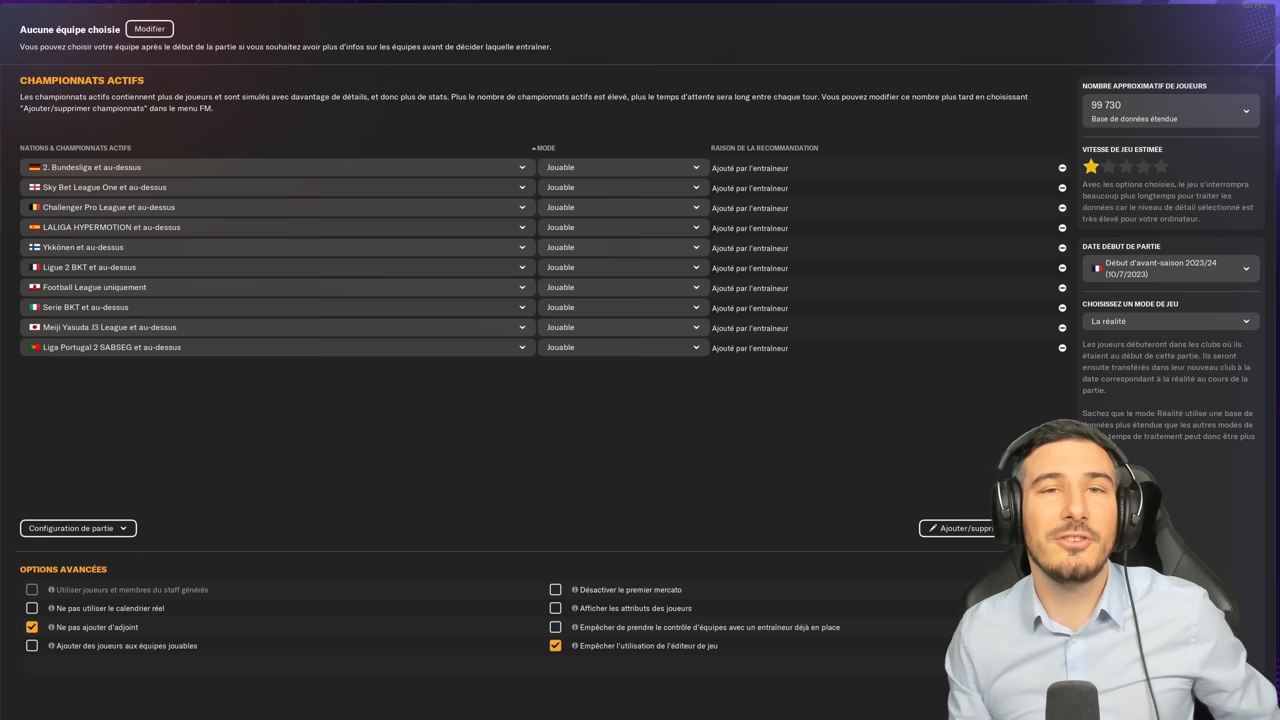 Aucune équipe choisie
Modifier
Vous pouvez choisir votre équipe après le début de la partie si vous souhaitez avoir plus d'infos sur les équipes avant de décider laquelle entraîner.
CHAMPIONNATS ACTIFS
Les championnats actifs contiennent plus de joueurs et sont simulés avec davantage de détails, et donc plus de stats. Plus le nombre de championnats actifs est élevé, plus le temps d'attente sera long entre chaque tour. Vous pouvez modifier ce nombre plus tard en choisissant
"Ajouter/supprimer championnats" dans le menu FM.
NATIONS & CHAMPIONNATS ACTIFS MODE RAISON DE LA RECOMMANDATION
2. Bundesliga et au-dessus Jouable Ajouté par l'entraîneur
Sky Bet League One et au-dessus Jouable Ajouté par l'entraîneur
Challenger Pro League et au-dessus Jouable Ajouté par l'entraîneur
LALIGA HYPERMOTION et au-dessus Jouable Ajouté par l'entraîneur
Ykkönen et au-dessus Jouable Ajouté par l'entraîneur
Ligue 2 BKT et au-dessus Jouable Ajouté par l'entraîneur
Football League uniquement Jouable Ajouté par l'entraîneur
Serie BKT et au-dessus Jouable Ajouté par l'entraîneur
Meiji Yasuda J3 League et au-dessus Jouable Ajouté par l'entraîneur
Liga Portugal 2 SABSEG et au-dessus Jouable Ajouté par l'entraîneur
Configuration de partie
Ajouter/suppri
OPTIONS AVANCÉES
Utiliser joueurs et membres du staff générés
Ne pas utiliser le calendrier réel
Ne pas ajouter d'adjoint
Ajouter des joueurs aux équipes jouables
Désactiver le premier mercato
Afficher les attributs des joueurs
Empêcher de prendre le contrôle d'équipes avec un entraîneur déjà en place
Empêcher l'utilisation de l'éditeur de jeu
NOMBRE APPROXIMATIF DE JOUEURS
99 730
Base de données étendue
VITESSE DE JEU ESTIMÉE
Avec les options choisies, le jeu s'interrompra
beaucoup plus longtemps pour traiter les
données car le niveau de détail sélectionné est
très élevé pour votre ordinateur.
DATE DÉBUT DE PARTIE
Début d'avant-saison 2023/24
(10/7/2023)
CHOISISSEZ UN MODE DE JEU
La réalité
Les joueurs débuteront dans les clubs où ils
étaient au début de cette partie. Ils seront
ensuite transférés dans leur nouveau club à la
date correspondant à la réalité au cours de la
partie.
Sachez que le mode Réalité utilise une base de
données plus étendue que les autres modes de
temps de traitement peut donc être plus